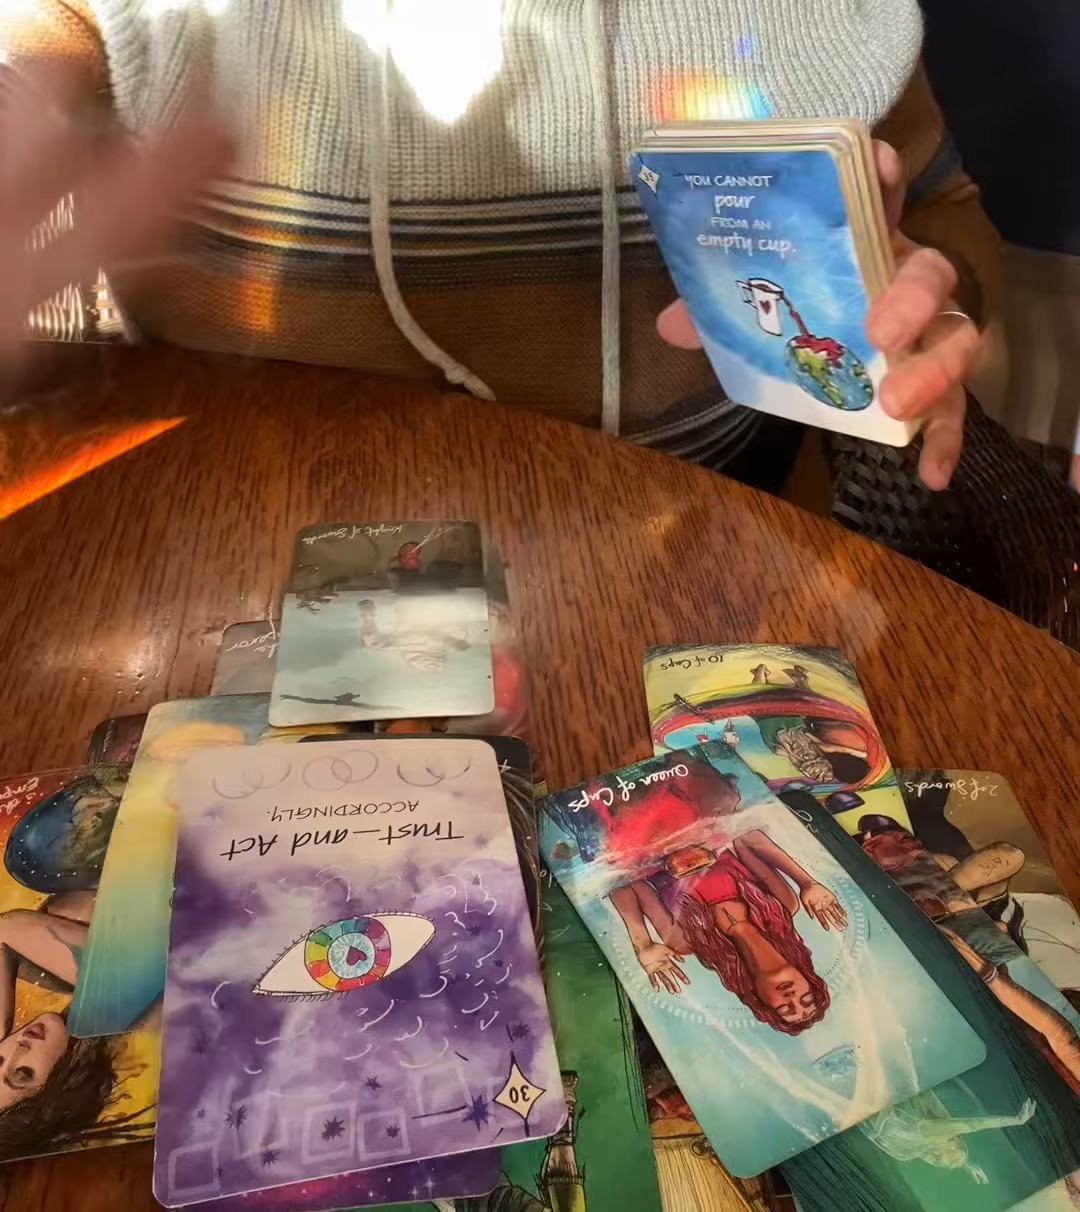 35
YOU CANNOT
pour
FROM AN
empty cup.
Knight of Swords
10 of Cups
Queen of Cups
2 of Swords
Trust—and Act
ACCORDINGLY.
30